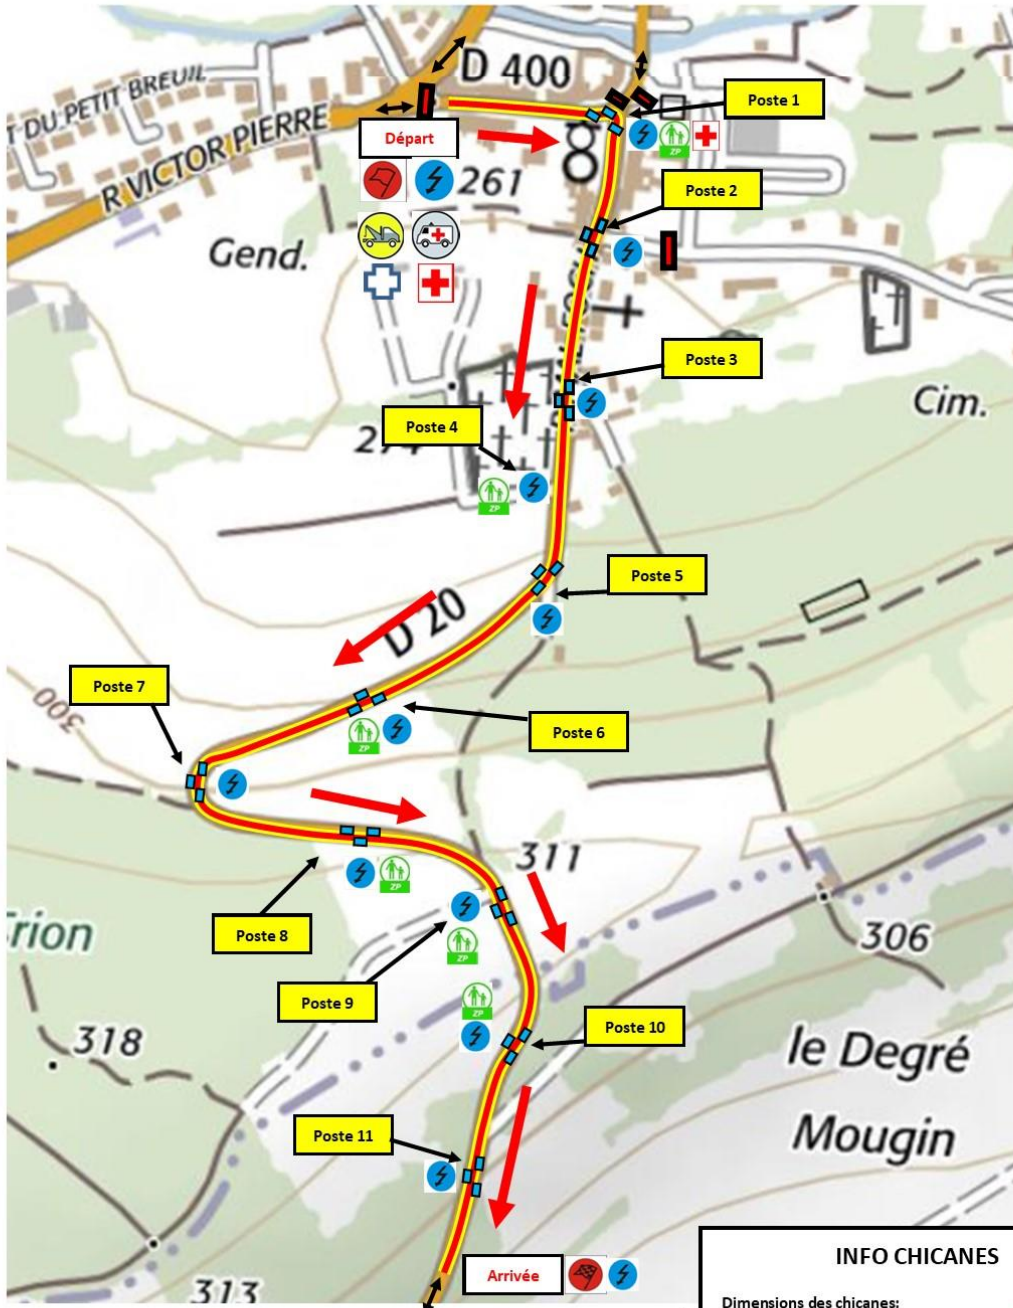 D 400
T DU PETIT BREUIL
R VICTOR PIERRE
Départ
261
Gend.
Poste 1
ZP
Poste 2
Poste 3
Cim.
Poste 4
ZP
Poste 5
D 20
Poste 7
300
Poste 6
ZP
311
ZP
Poste 8
rion
306
ZP
Poste 9
ZP
Poste 10
318
le Degré
Mougin
Poste 11
313
Arrivée
INFO CHICANES
Dimensions des chicanes: